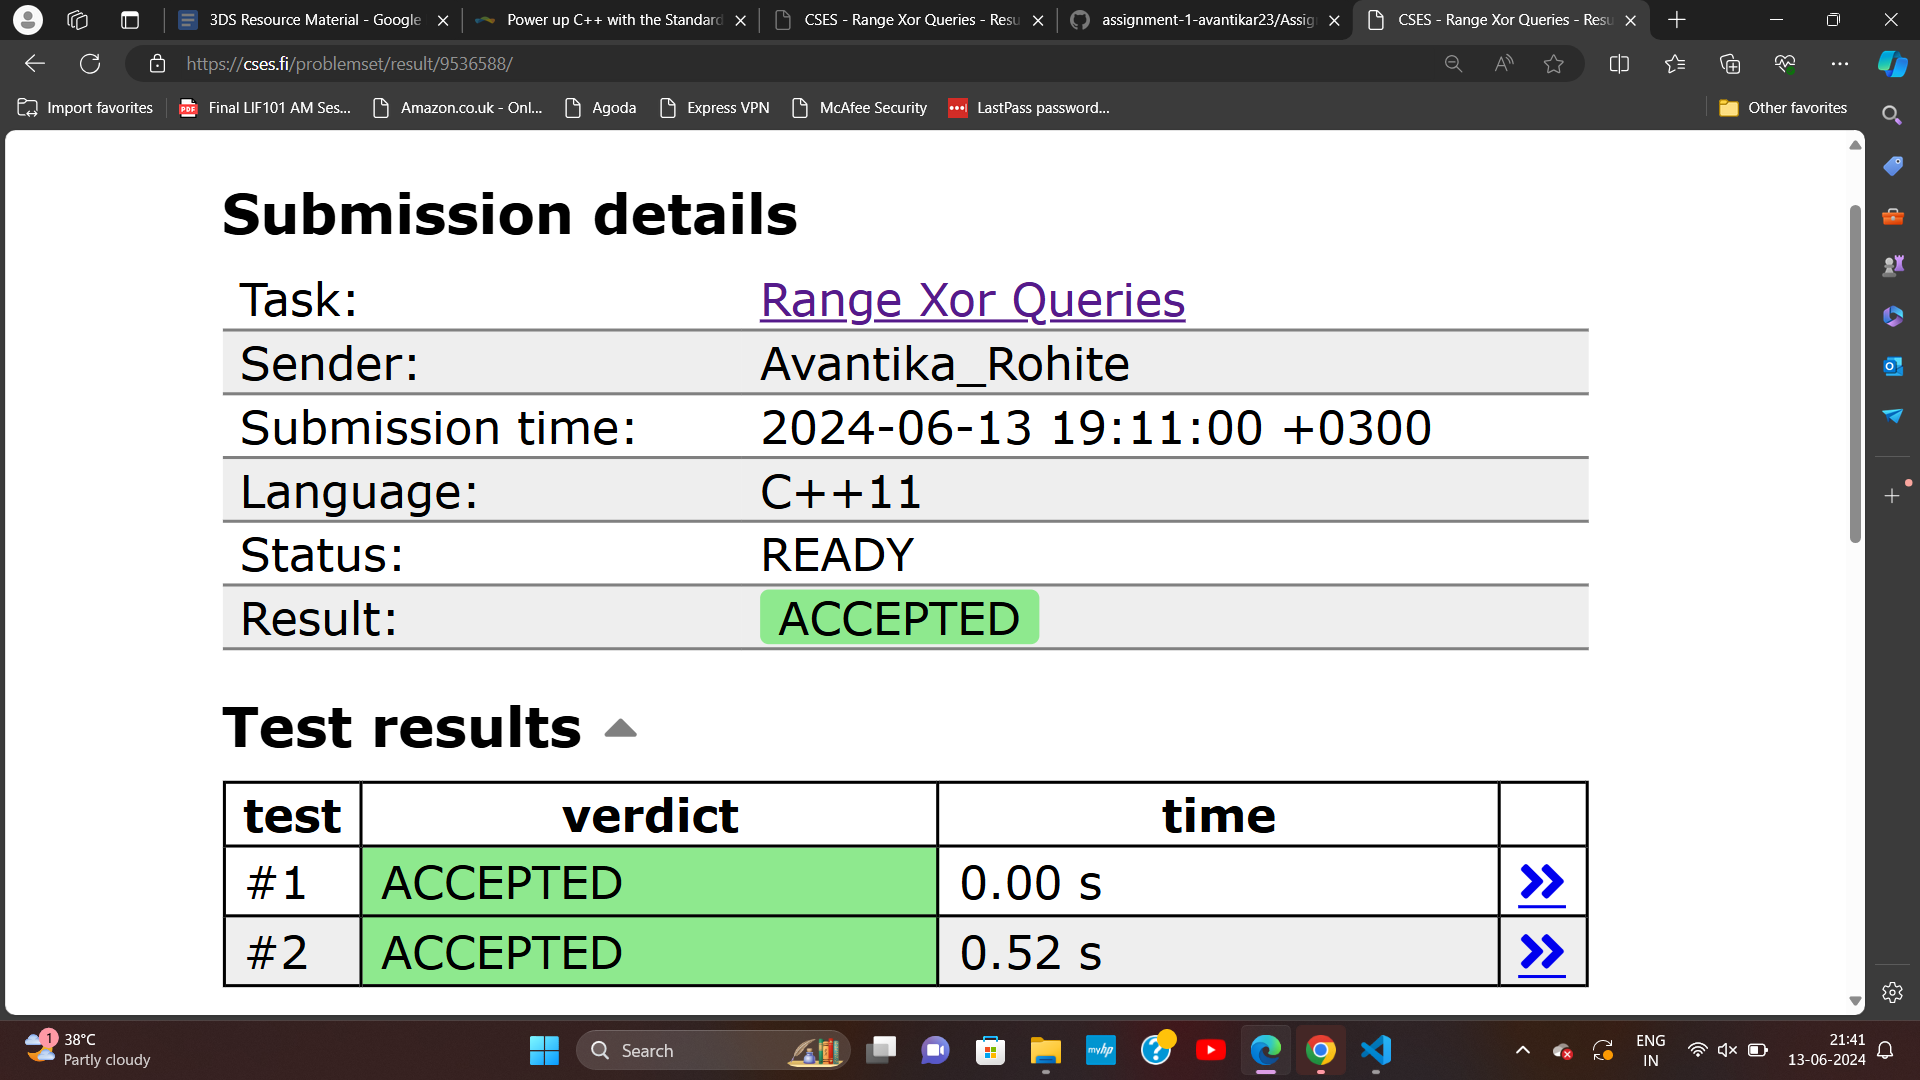 3DS Resource Material - Google
Power up C++ with the Standard
CSES - Range Xor Queries - Resu
assignment-1-avantikar23/Assig
CSES - Range Xor Queries - Resu
https://cses.fi/problemset/result/9536588/
Import favorites
Final LIF101 AM Ses...
Amazon.co.uk - Onl...
Agoda
Express VPN
McAfee Security
LastPass password...
Other favorites
Submission details
Task: Range Xor Queries
Sender: Avantika_Rohite
Submission time: 2024-06-13 19:11:00 +0300
Language: C++11
Status: READY
Result: ACCEPTED
Test results
test verdict time
#1 ACCEPTED 0.00 s
#2 ACCEPTED 0.52 s
1
38°C
Partly cloudy
Search
myhp
ENG
IN
21:41
13-06-2024